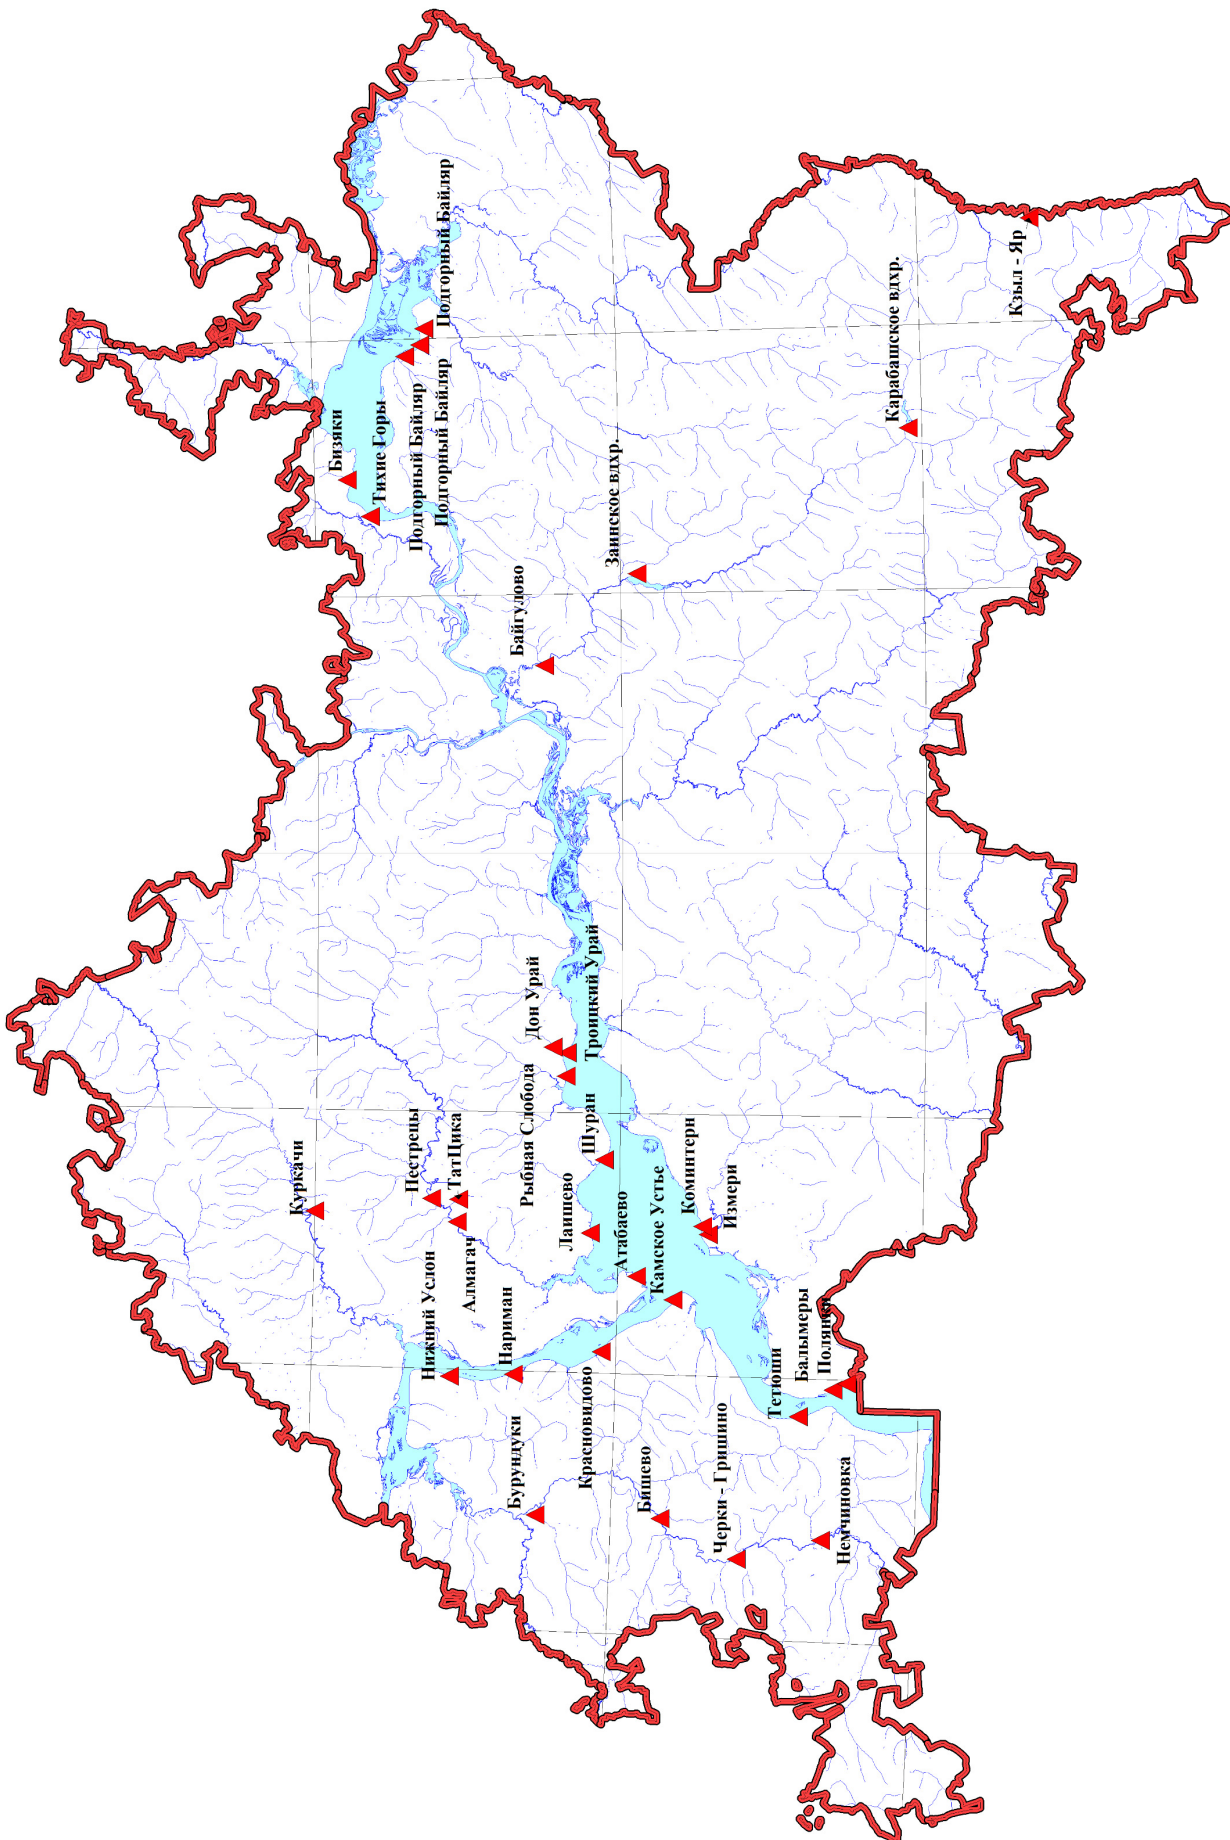 Куркачи
Пестрецы
ТатЦика
Алмагач
Нижний Услон
Нариман
Бурундуки
Красновидово
Бишево
Черки - Гришино
Немчиновка
Тетюши
Балымеры
Полянки
Камское Устье
Атабаево
Лаишево
Шуран
Рыбная Слобода
Дон Урай
Троицкий Урай
Коминтерн
Измери
Байгулово
Заинское вдхр.
Бизяки
Тихие Горы
Подгорный Байляр
Подгорный Байляр
Подгорный Байляр
Карабашское вдхр.
Кзыл - Яр